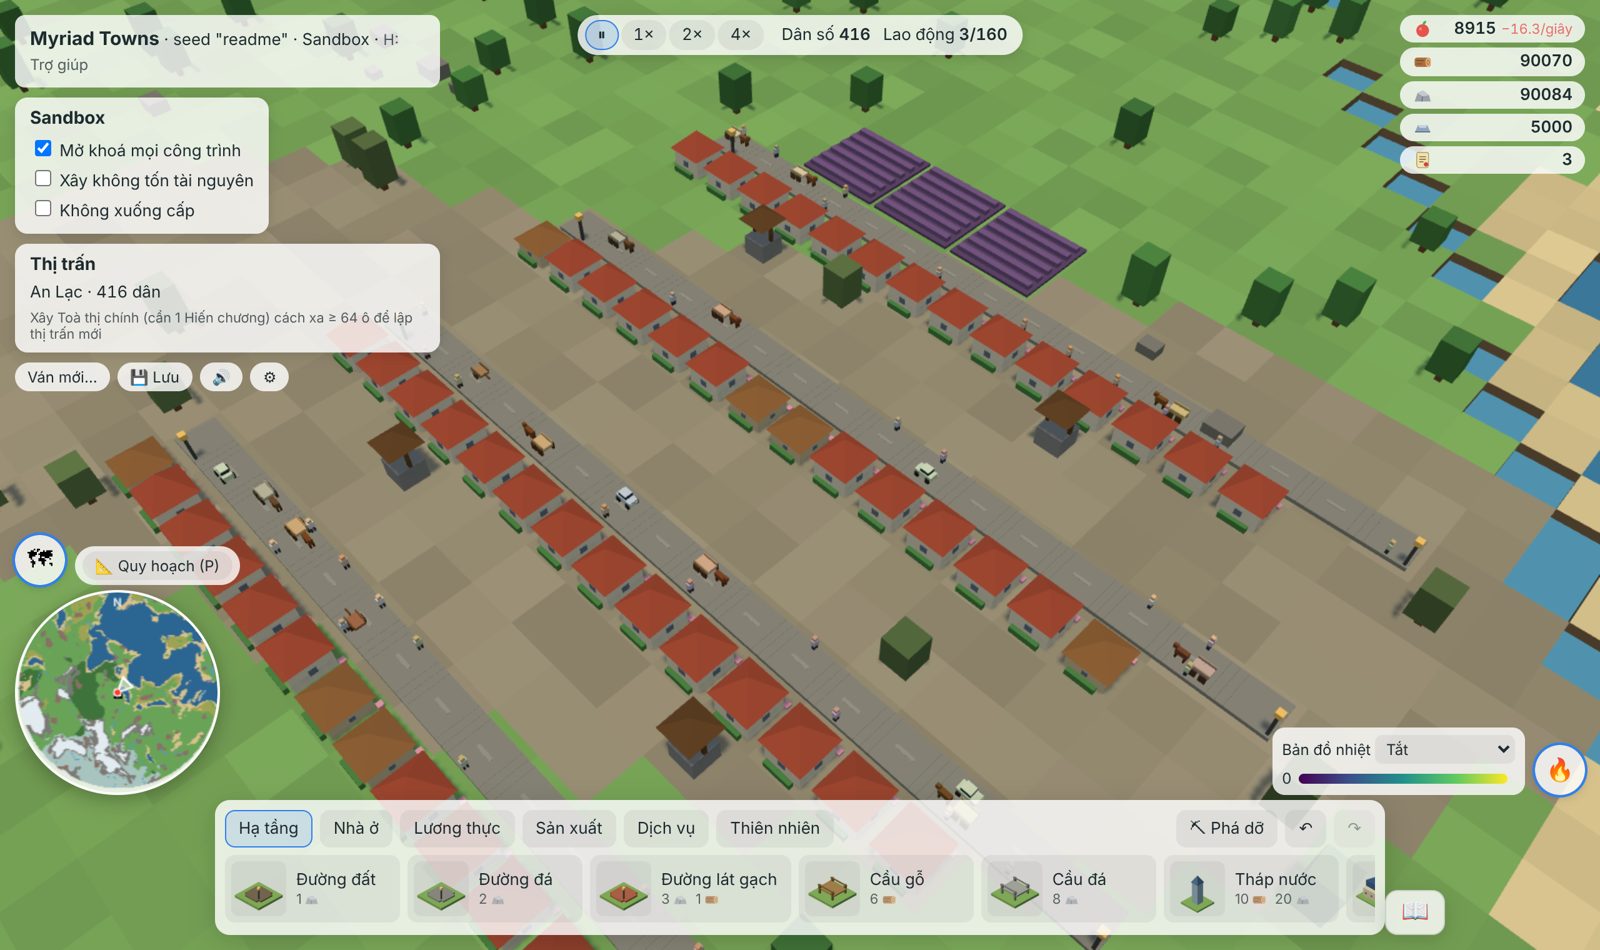 Myriad Towns · seed "readme" · Sandbox · H:
Trợ giúp
Sandbox
Mở khoá mọi công trình
Xây không tốn tài nguyên
Không xuống cấp
Thị trấn
An Lạc · 416 dân
Xây Toà thị chính (cần 1 Hiến chương) cách xa ≥ 64 ô để lập
thị trấn mới
Ván mới...
Lưu
1×
2×
4×
Dân số 416
Lao động 3/160
8915 −16.3/giây
90070
90084
5000
3
Quy hoạch (P)
N
Bản đồ nhiệt
Tắt
0
Hạ tầng
Nhà ở
Lương thực
Sản xuất
Dịch vụ
Thiên nhiên
Phá dỡ
Đường đất
1
Đường đá
2
Đường lát gạch
3 1
Cầu gỗ
6
Cầu đá
8
Tháp nước
10 20